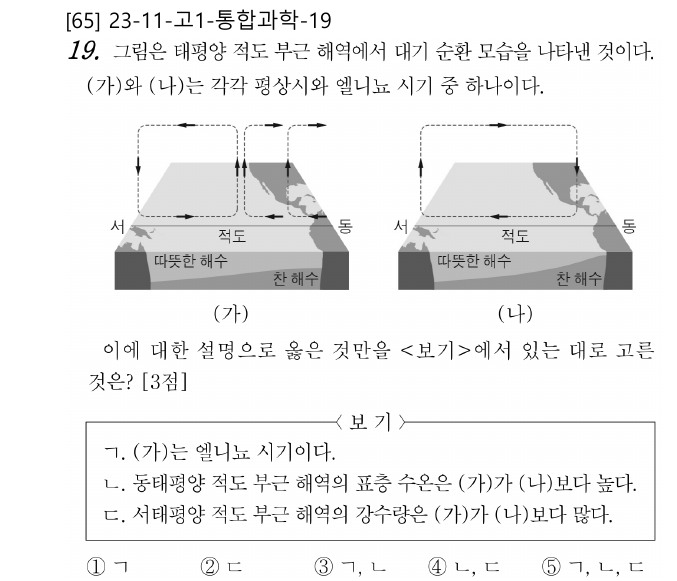 [65] 23-11-고1-통합과학-19
19. 그림은 태평양 적도 부근 해역에서 대기 순환 모습을 나타낸 것이다.
(가)와 (나)는 각각 평상시와 엘니뇨 시기 중 하나이다.
서 적도 동 서 적도 동
따뜻한 해수 찬 해수 따뜻한 해수 찬 해수
(가) (나)
이에 대한 설명으로 옳은 것만을 <보기>에서 있는 대로 고른
것은? [3점]
〈보 기〉
ㄱ. (가)는 엘니뇨 시기이다.
ㄴ. 동태평양 적도 부근 해역의 표층 수온은 (가)가 (나)보다 높다.
ㄷ. 서태평양 적도 부근 해역의 강수량은 (가)가 (나)보다 많다.
① ㄱ ② ㄷ ③ ㄱ, ㄴ ④ ㄴ, ㄷ ⑤ ㄱ, ㄴ, ㄷ